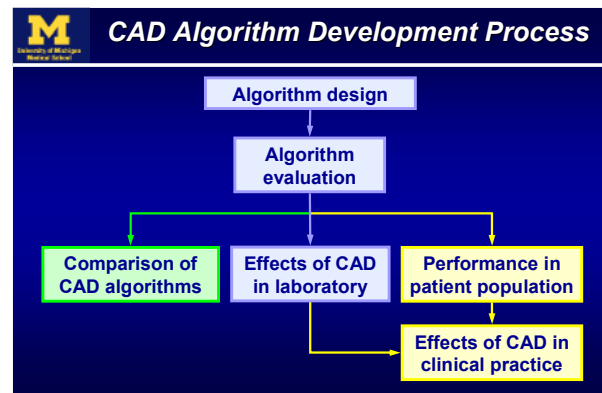 University of Michigan
Medical School
CAD Algorithm Development Process
Algorithm design
Algorithm
evaluation
Comparison of
CAD algorithms
Effects of CAD
in laboratory
Performance in
patient population
Effects of CAD in
clinical practice